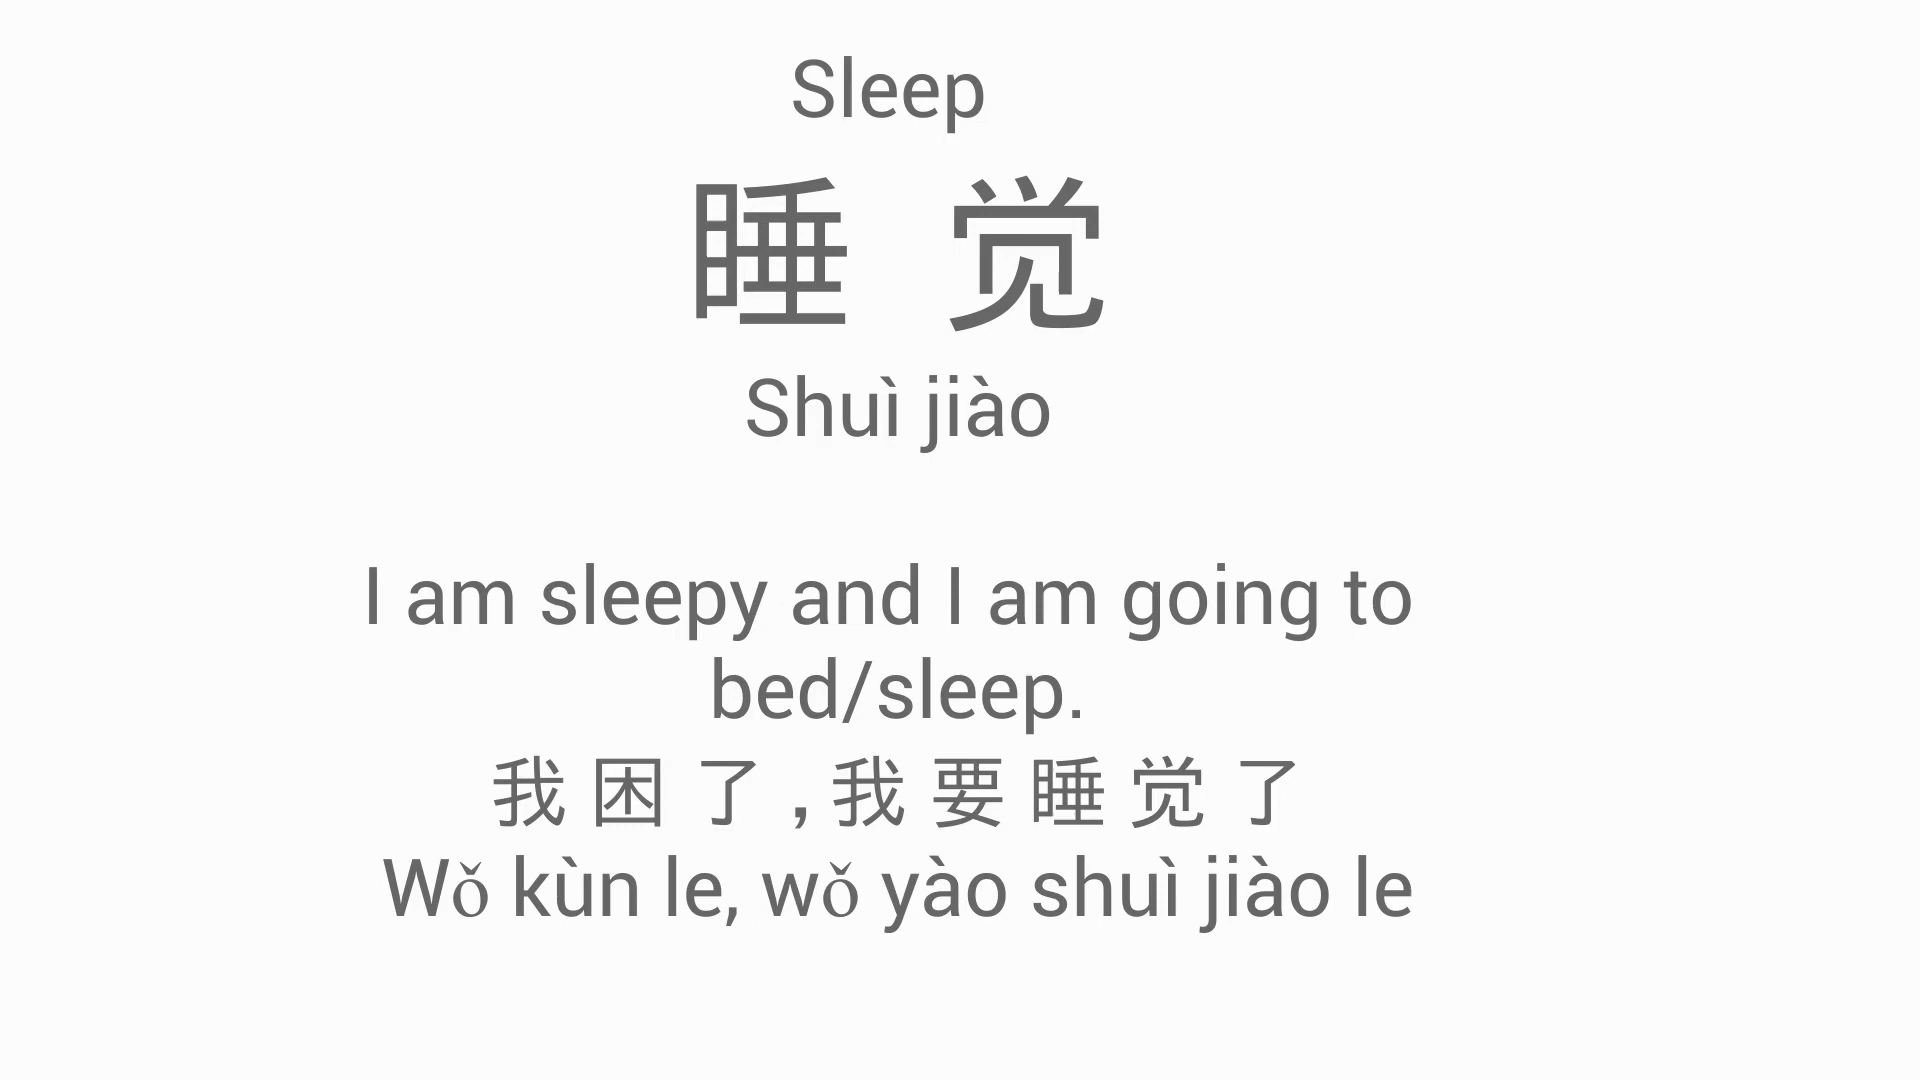 Sleep
睡 觉
Shuì jiào
I am sleepy and I am going to
bed/sleep.
我 困 了 , 我 要 睡 觉 了
Wǒ kùn le, wǒ yào shuì jiào le